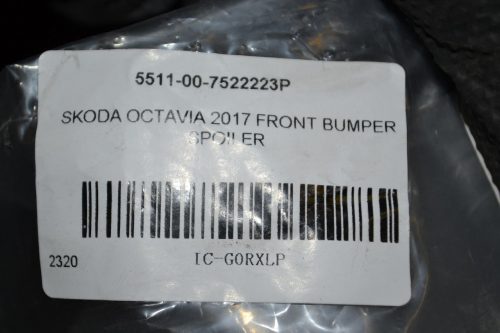 5511-00-7522223P
SKODA OCTAVIA 2017 FRONT BUMPER
SPOILER
2320
IC-G0RXLP